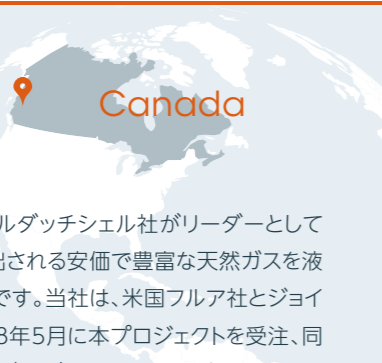 Canada
ルダッチシェル社がリーダーとして
出される安価で豊富な天然ガスを液
です。当社は、米国フルア社とジョイ
8年5月に本プロジェクトを受注、同